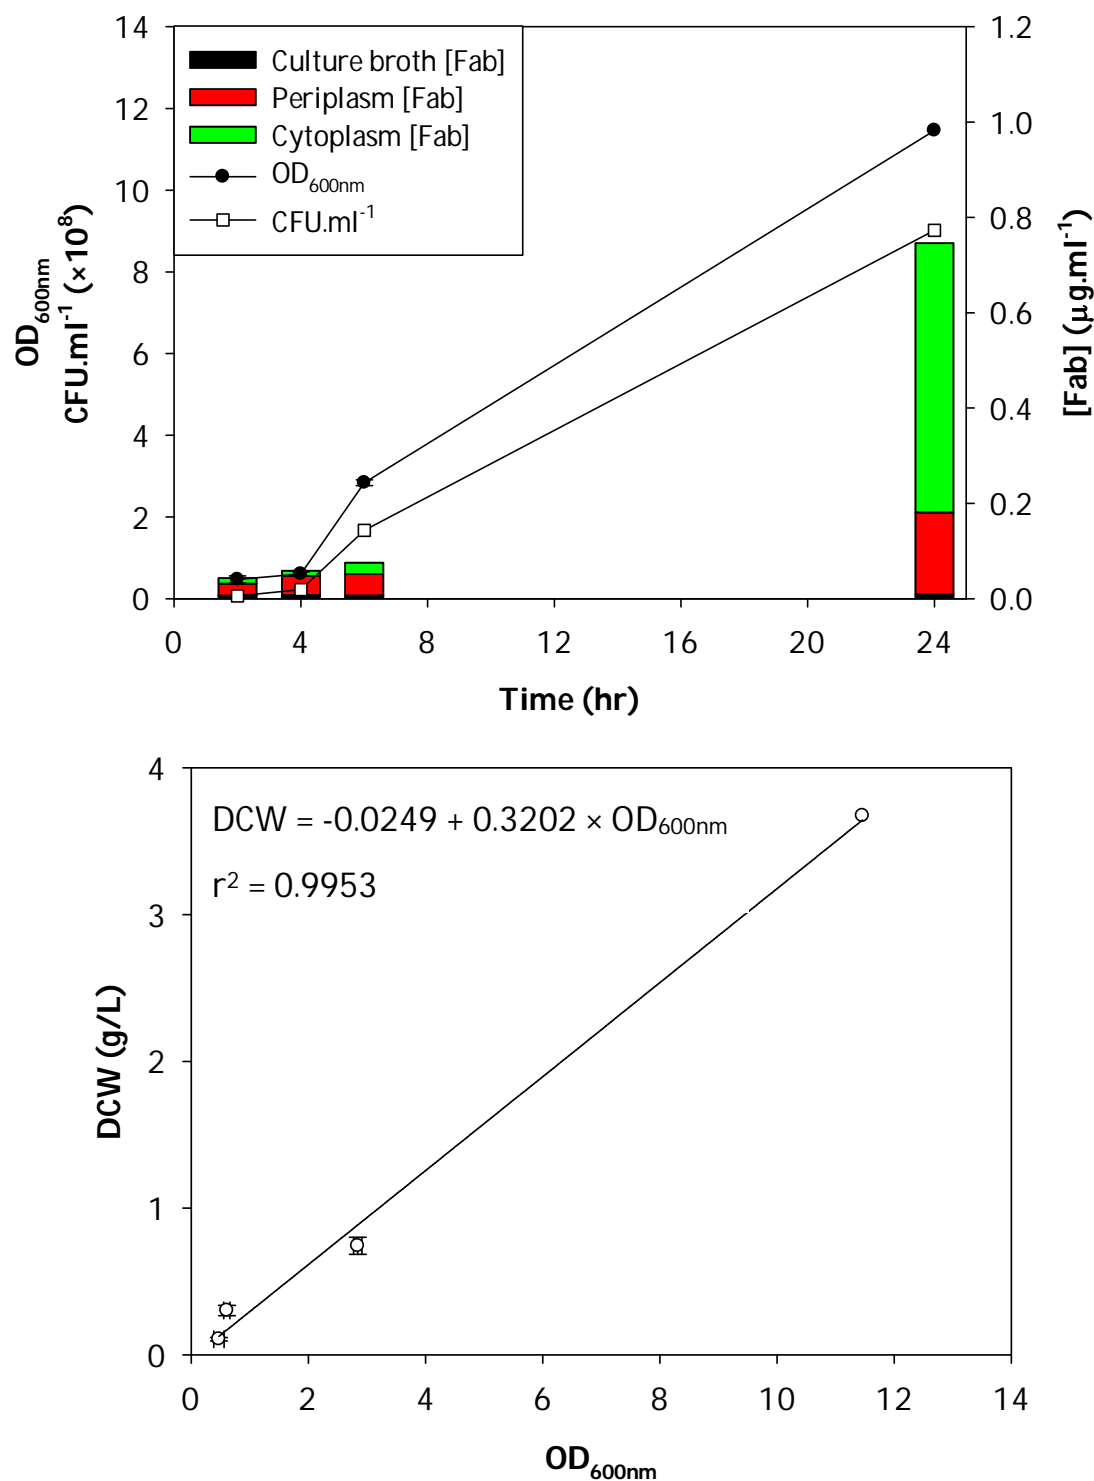 14
12
10
8
6
4
2
0
OD600nm
CFU.ml-1 (×10^8)
Culture broth [Fab]
Periplasm [Fab]
Cytoplasm [Fab]
OD600nm
CFU.ml-1
1.2
1.0
0.8
0.6
0.4
0.2
0.0
[Fab] (µg.ml-1)
0 4 8 12 16 20 24
Time (hr)
4
3
2
1
0
DCW (g/L)
DCW = -0.0249 + 0.3202 × OD600nm
r² = 0.9953
0 2 4 6 8 10 12 14
OD600nm